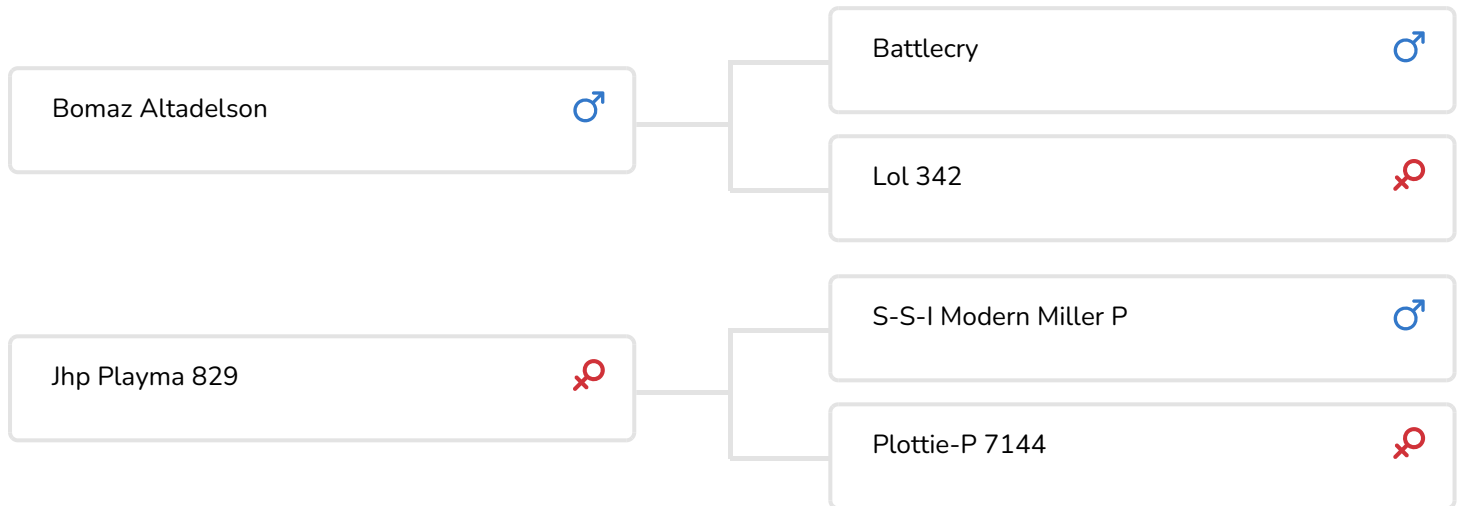 Battlecry
Bomaz Altadelson
Lol 342
S-S-I Modern Miller P
Jhp Playma 829
Plottie-P 7144